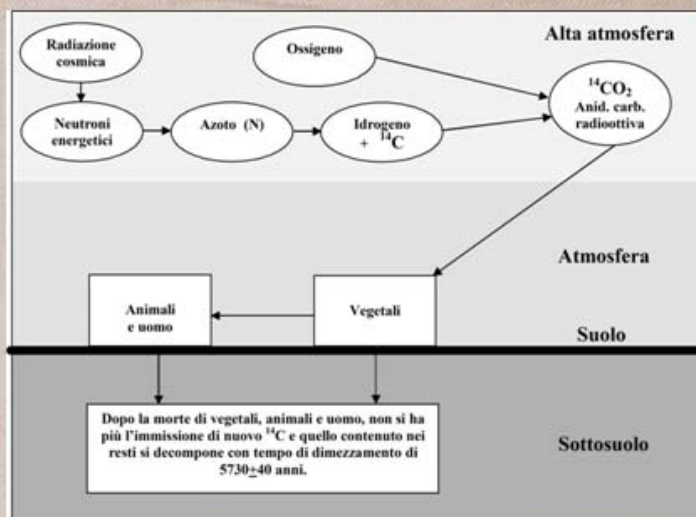 Radiazione
cosmica
Ossigeno
Alta atmosfera
¹⁴CO₂
Anid. carb.
radioottiva
Neutroni
energetici
Azoto (N)
Idrogeno
+ ¹⁴C
Atmosfera
Animali
e uomo
Vegetali
Suolo
Dopo la morte di vegetali, animali e uomo, non si ha
più l'immissione di nuovo ¹⁴C e quello contenuto nei
resti si decompone con tempo di dimezzamento di
5730±40 anni.
Sottosuolo